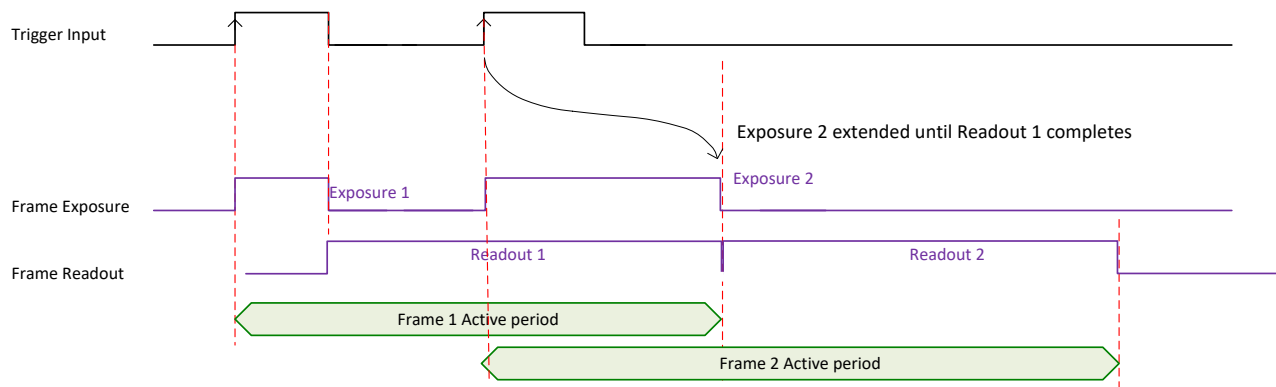 Trigger Input
Exposure 2 extended until Readout 1 completes
Exposure 1
Exposure 2
Frame Exposure
Readout 1
Readout 2
Frame Readout
Frame 1 Active period
Frame 2 Active period